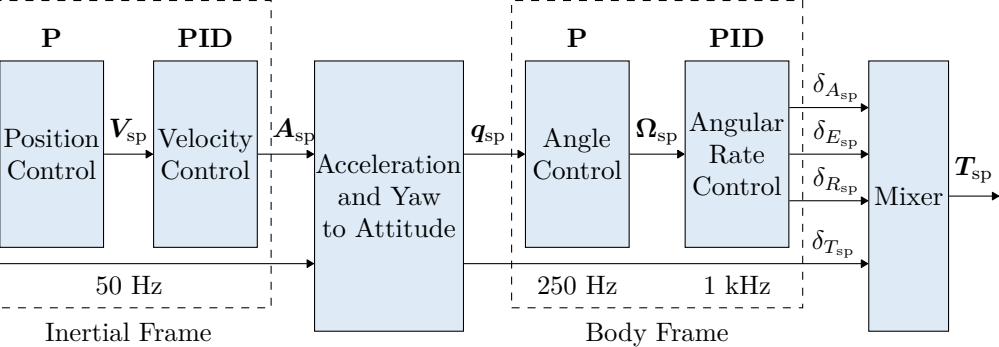 P
PID
P
PID
Position
Control
V_sp
Velocity
Control
A_sp
Acceleration
and Yaw
to Attitude
q_sp
Angle
Control
Ω_sp
Angular
Rate
Control
δ_{A_sp}
δ_{E_sp}
δ_{R_sp}
δ_{T_sp}
Mixer
T_sp
50 Hz
250 Hz
1 kHz
Inertial Frame
Body Frame